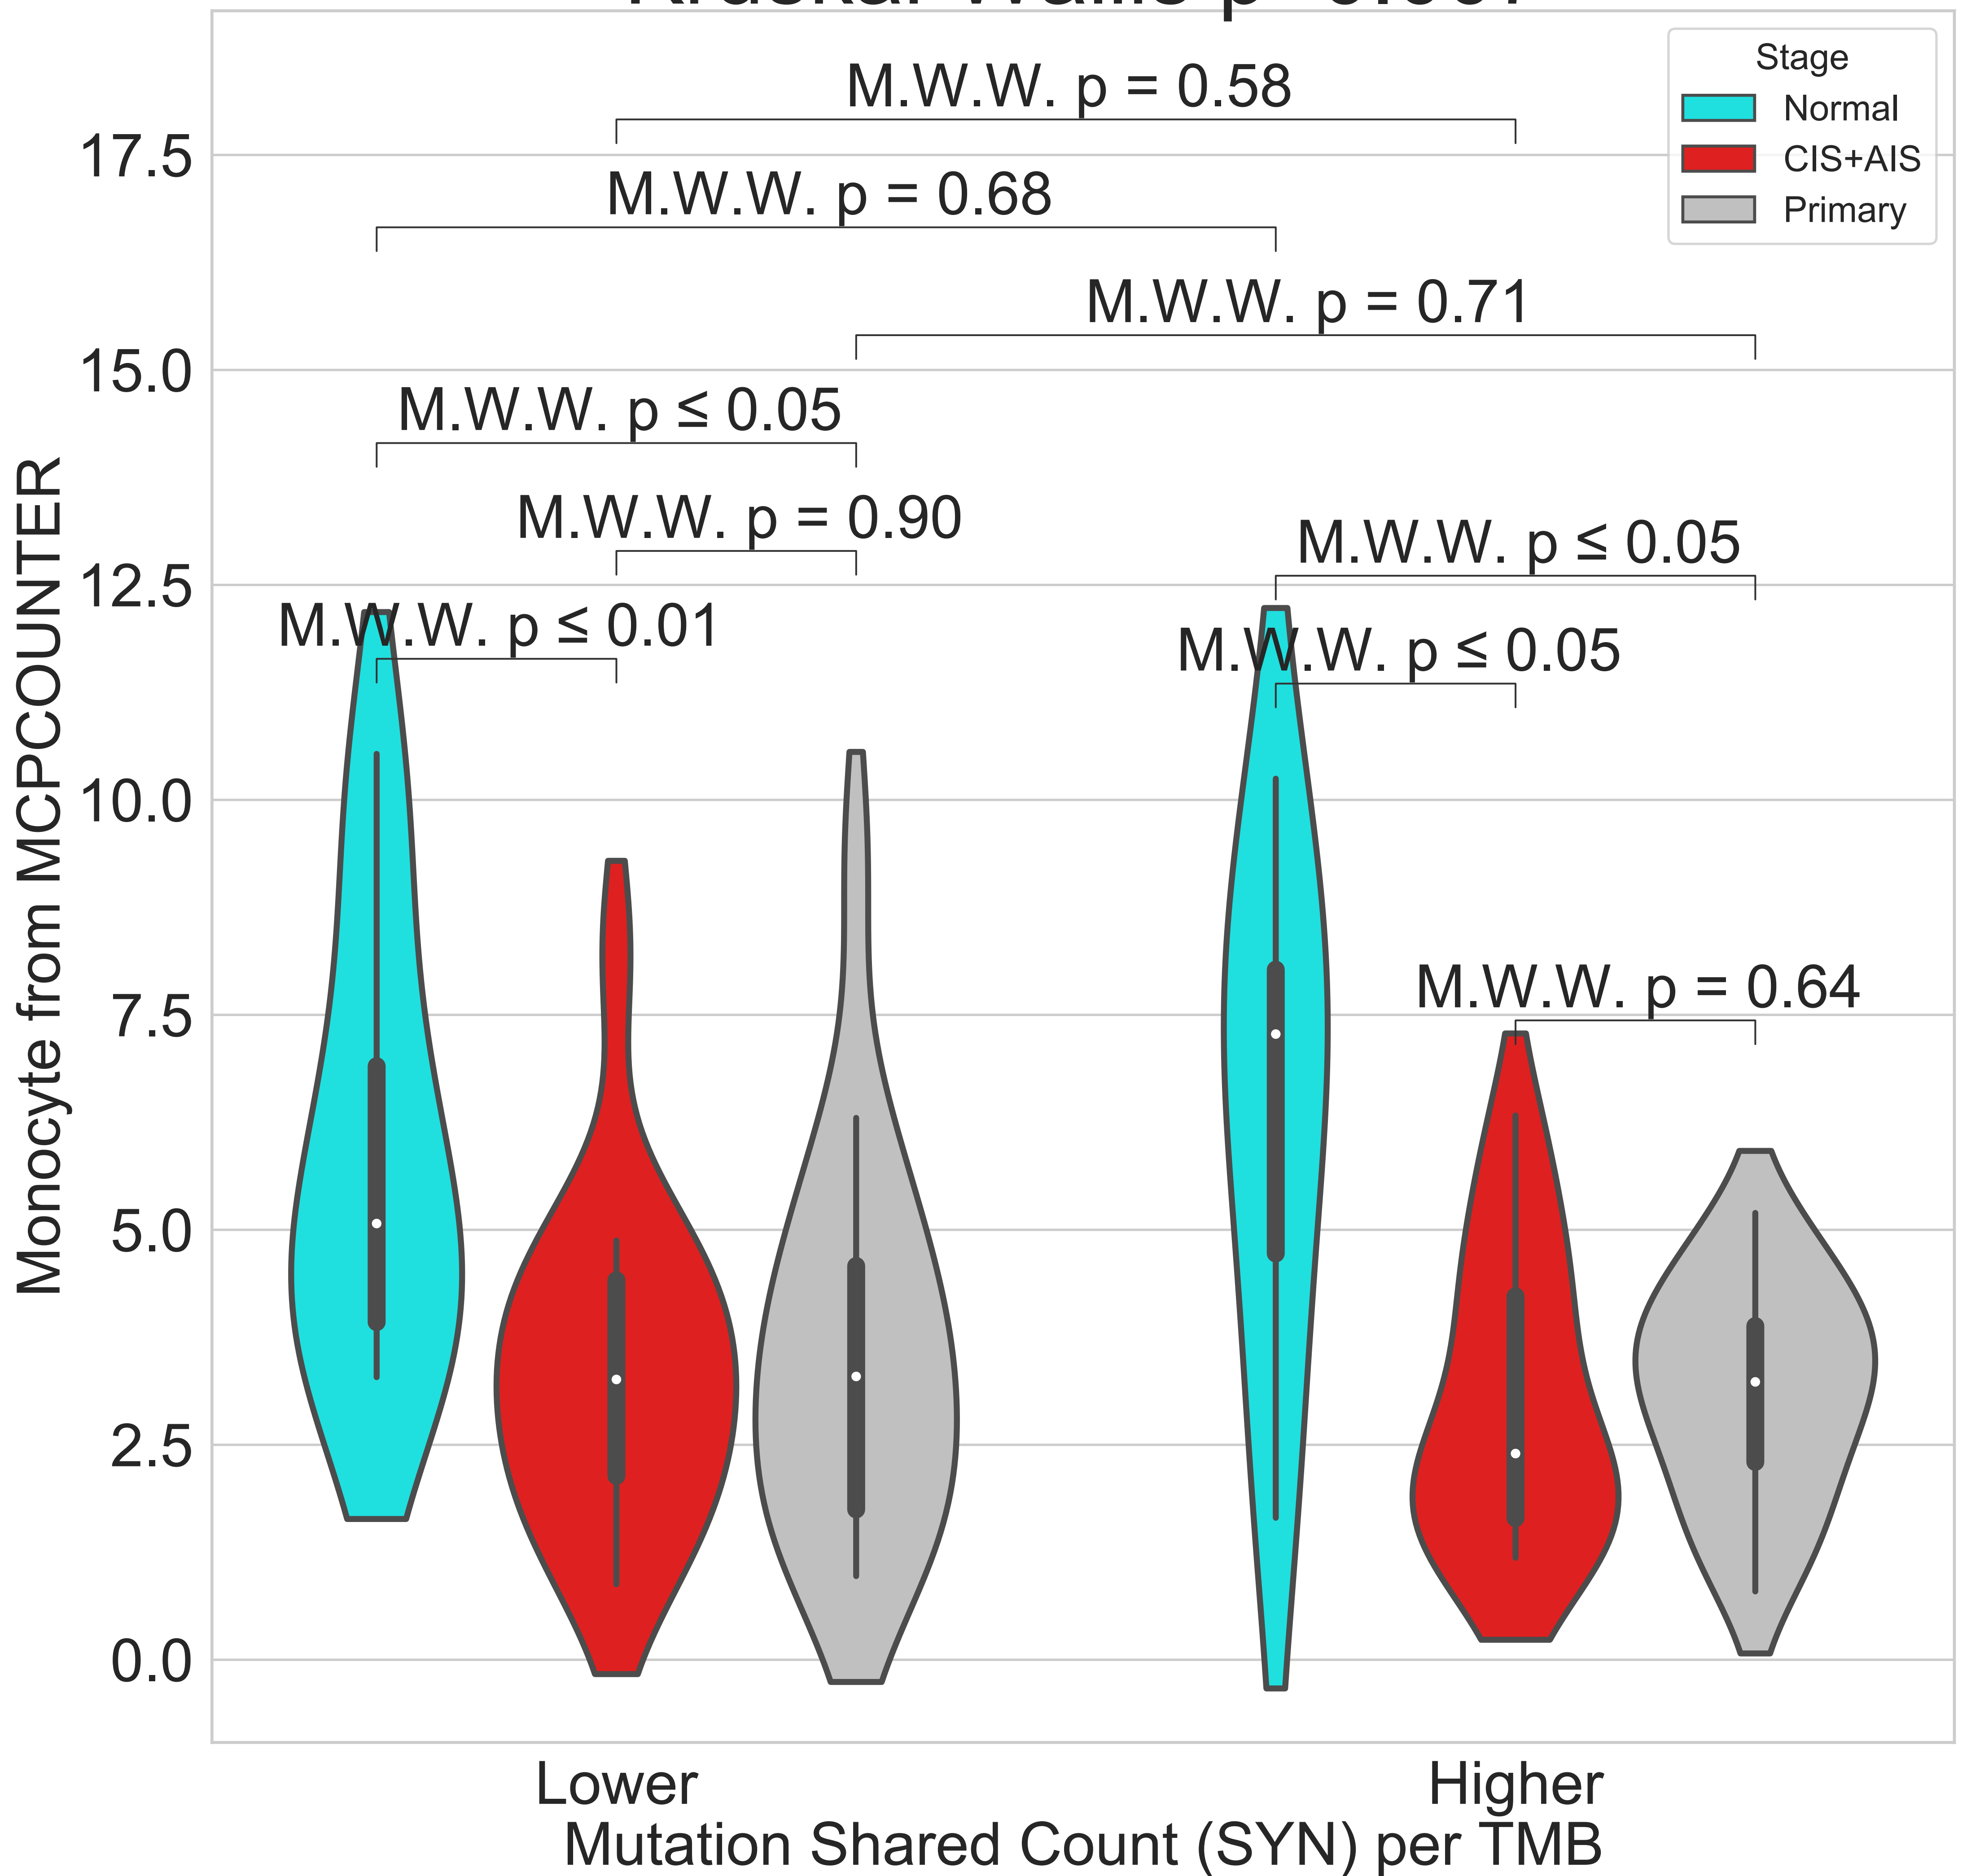 M.W.W. p = 0.58
M.W.W. p = 0.68
M.W.W. p = 0.71
M.W.W. p ≤ 0.05
M.W.W. p = 0.90
M.W.W. p ≤ 0.01
M.W.W. p ≤ 0.05
M.W.W. p ≤ 0.05
M.W.W. p = 0.64
Stage
Normal
CIS+AIS
Primary
Monocyte from MCPCOUNTER
17.5
15.0
12.5
10.0
7.5
5.0
2.5
0.0
Lower
Higher
Mutation Shared Count (SYN) per TMB